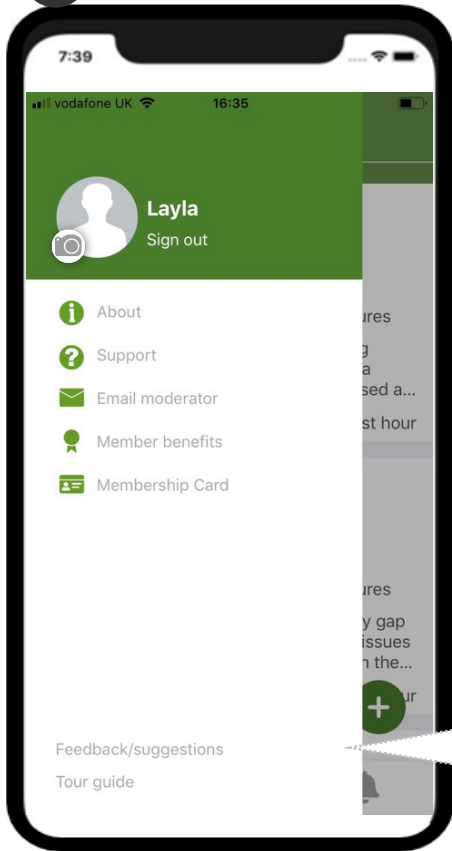 7:39
vodafone UK
16:35
Layla
Sign out
About
Support
Email moderator
Member benefits
Membership Card
Feedback/suggestions
Tour guide
ures
g
a
sed a...
st hour
ures
y gap
issues
n the...
ur